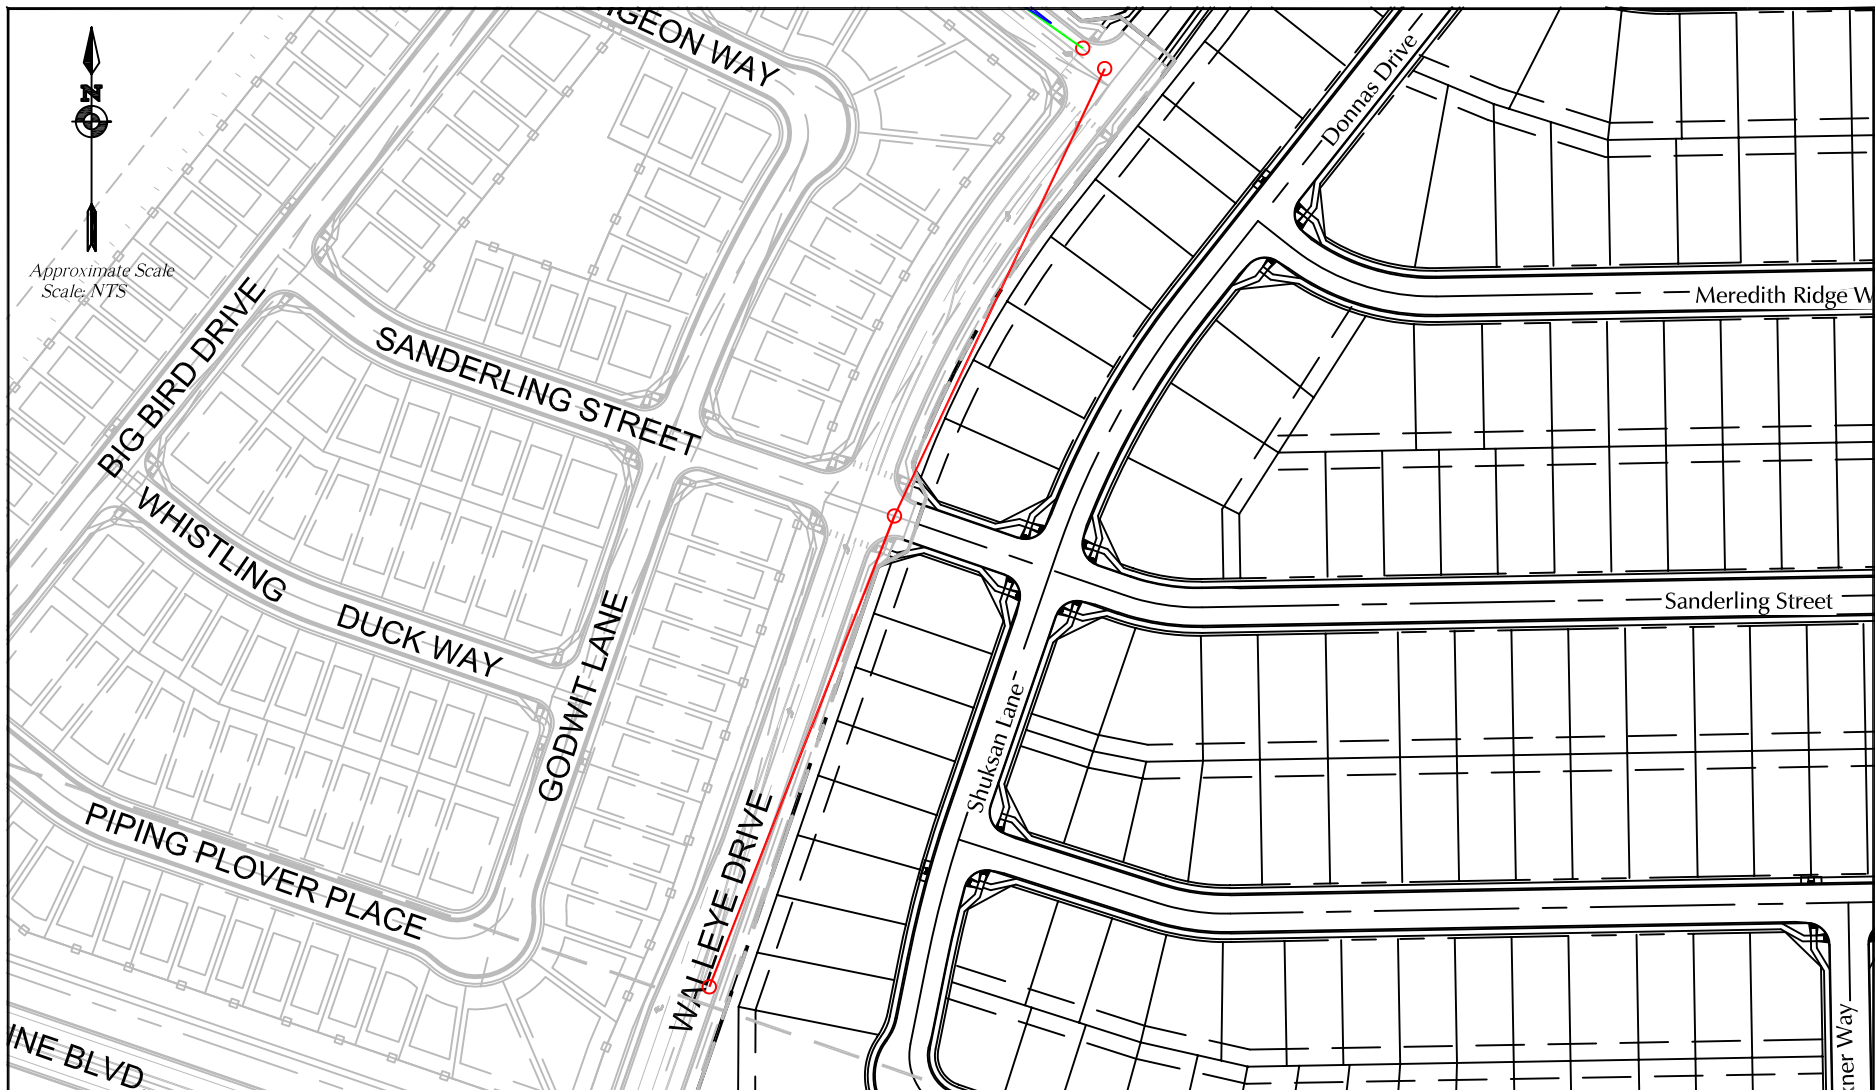 N
Approximate Scale
Scale: NTS
GEON WAY
Donnas Drive
Meredith Ridge W
BIG BIRD DRIVE
SANDERLING STREET
WHISTLING DUCK WAY
GODWIT LANE
Sanderling Street
Shuksan Lane
PIPING PLOVER PLACE
WALLEYE DRIVE
INE BLVD
ner Way